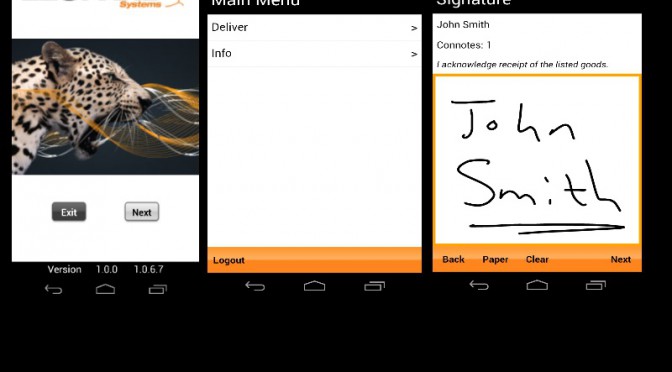 Systems
Exit
Next
Version 1.0.0 1.0.6.7
Main Menu
Deliver >
Info >
Logout
Signature
John Smith
Connotes: 1
I acknowledge receipt of the listed goods.
John
Smith
Back Paper Clear Next